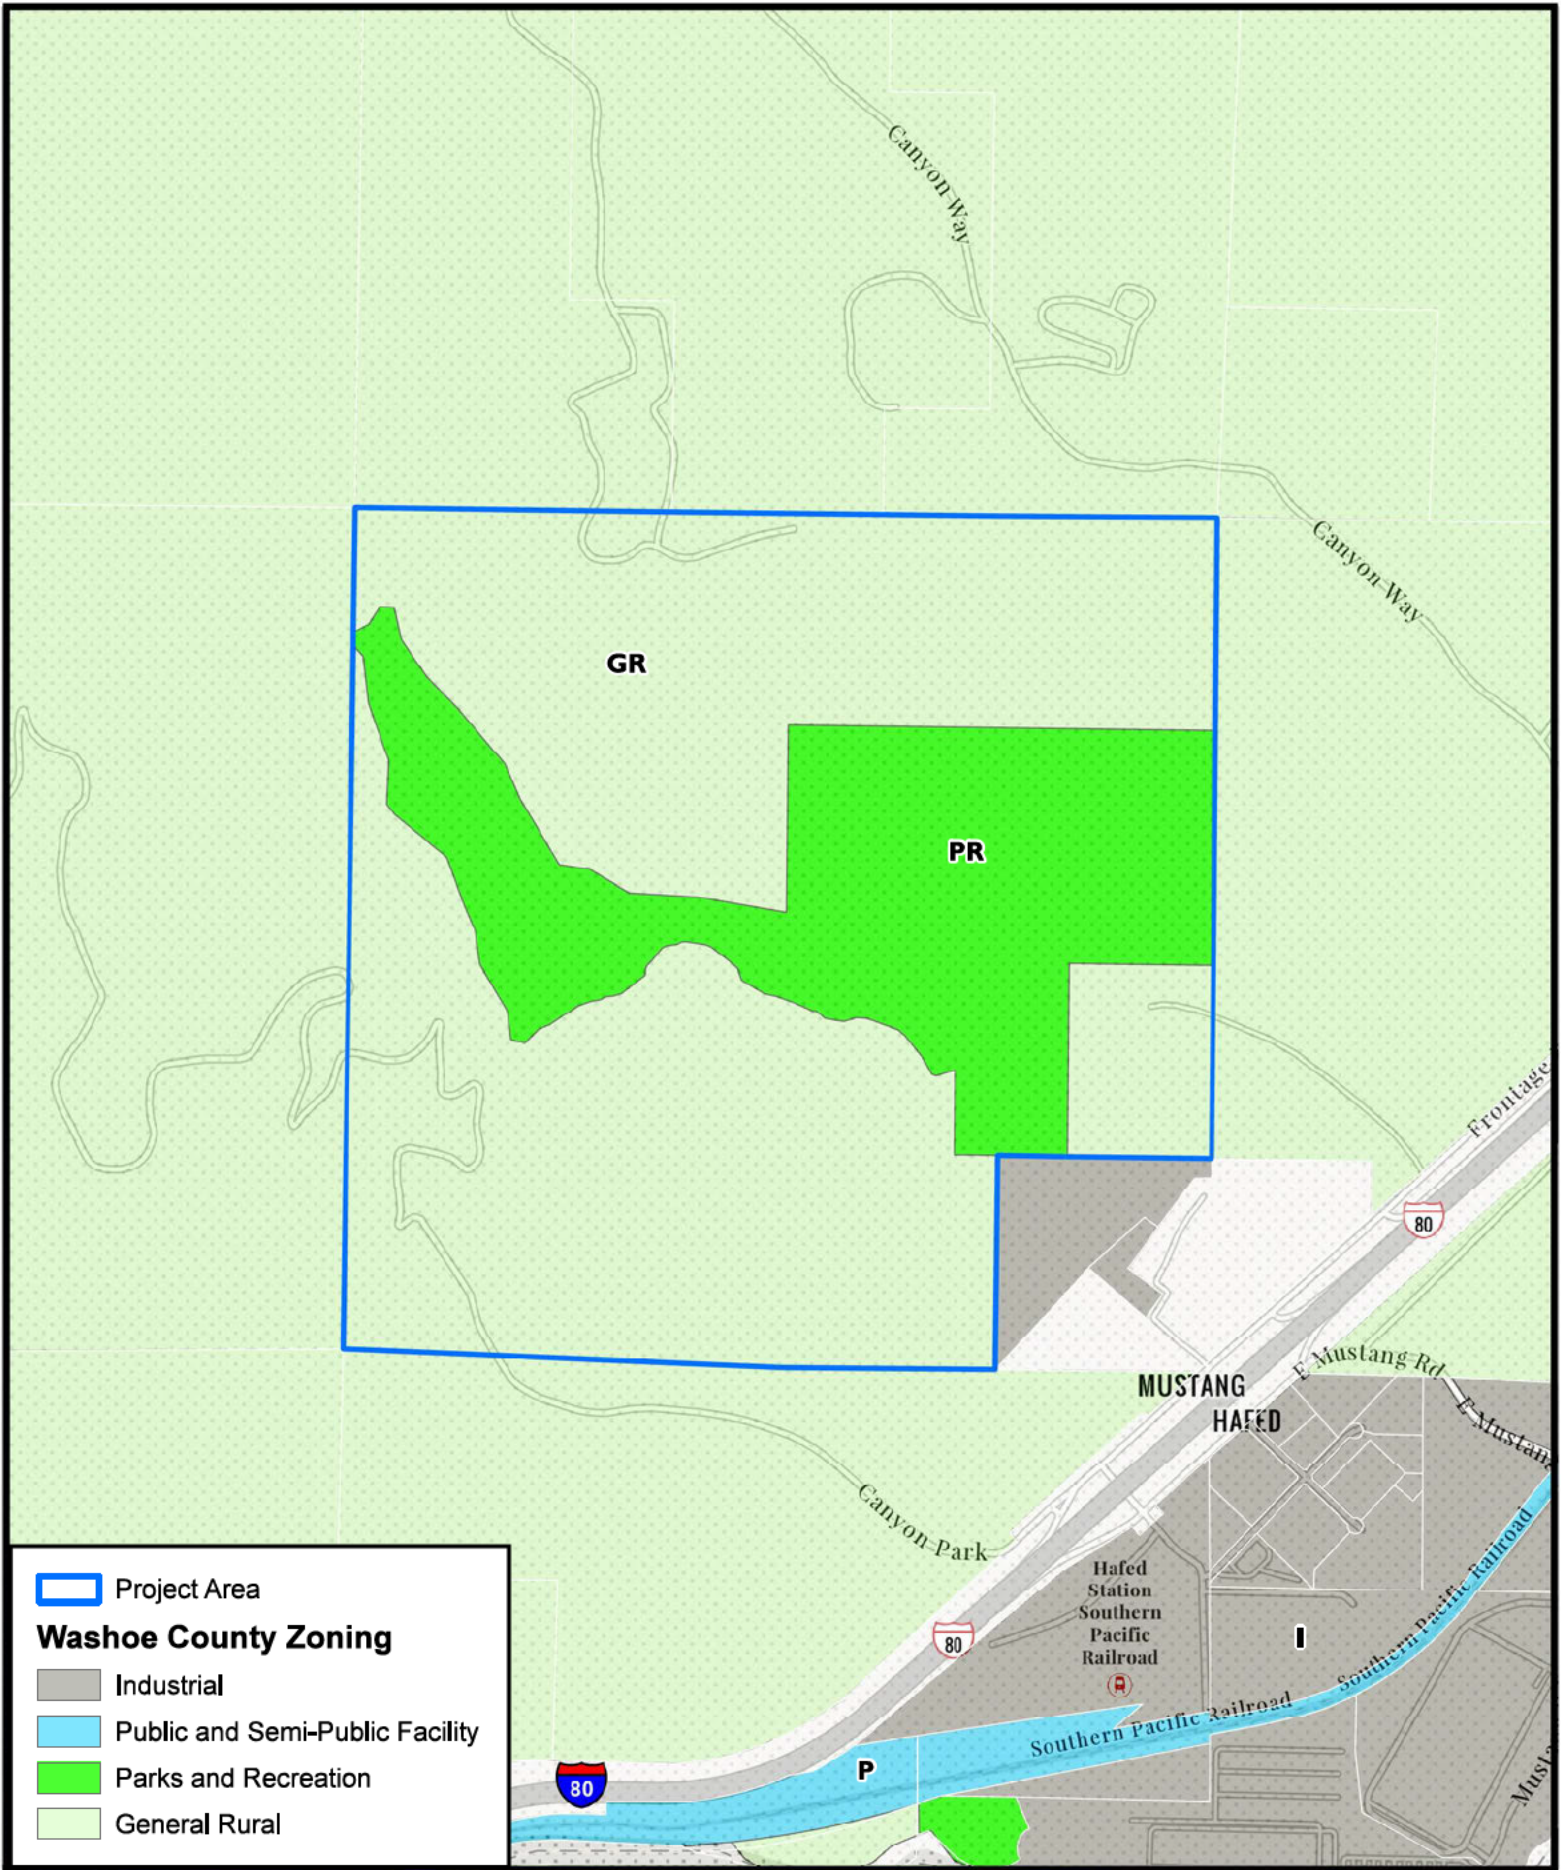 Canyon Way
Canyon Way
GR
PR
Frontage
80
E Mustang Rd
MUSTANG
HAFED
E Mustang
Canyon Park
Hafed
Station
Southern
Pacific
Railroad
80
I
Southern Pacific Railroad
Southern Pacific Railroad
P
Musta
80
Project Area
Washoe County Zoning
Industrial
Public and Semi-Public Facility
Parks and Recreation
General Rural